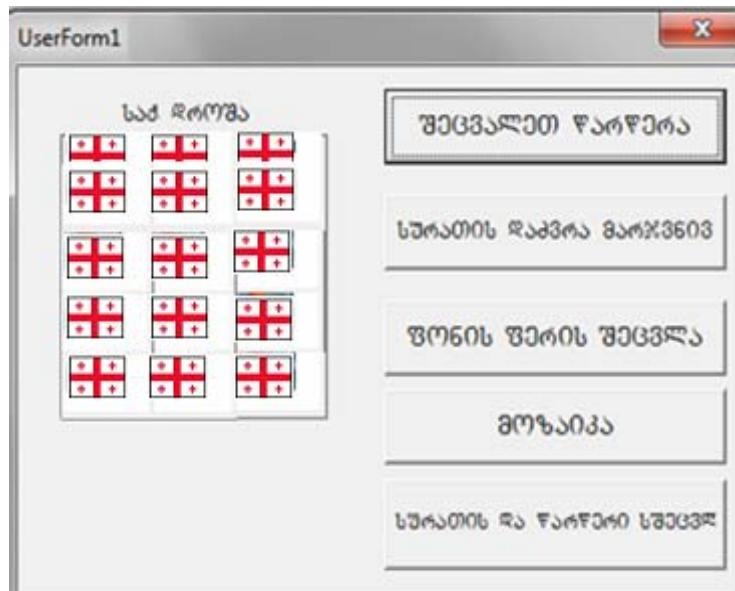 UserForm1
საქ დროშა
შეცვალეთ წარწერა
სურათის დაძვრა მარჯვნივ
ფონის ფერის შეცვლა
მოზაიკა
სურათის და წარწერი სშეცვლ